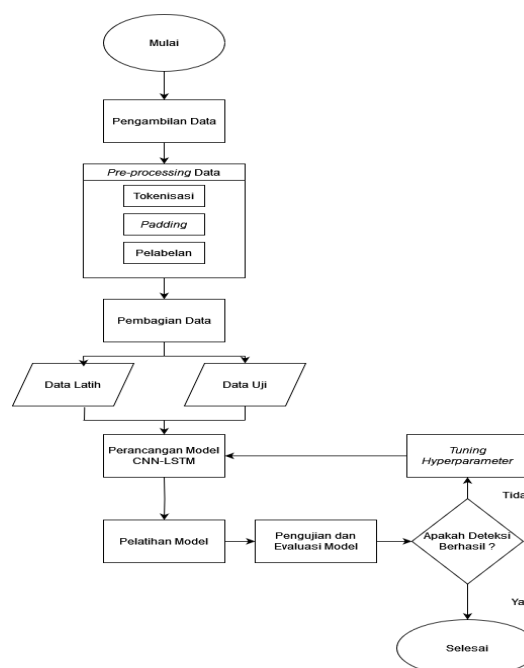 Mulai
Pengambilan Data
Pre-processing Data
Tokenisasi
Padding
Pelabelan
Pembagian Data
Data Latih
Data Uji
Perancangan Model
CNN-LSTM
Tuning
Hyperparameter
Tida
Pelatihan Model
Pengujian dan
Evaluasi Model
Apakah Deteksi
Berhasil ?
Ya
Selesai